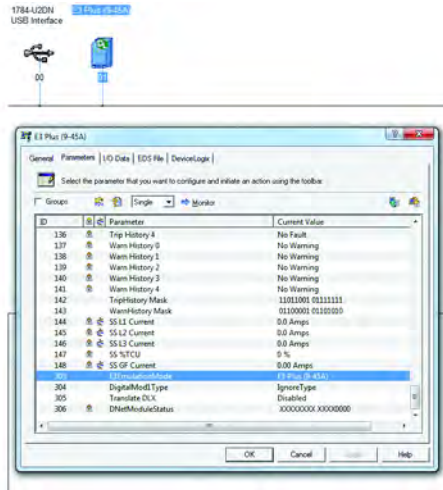 1784-U2DN
USB Interface
E3 Plus (9-45A)
00
01
E3 Plus (9-45A)
General Parameters I/O Data EDS File DeviceLogix
Select the parameter that you want to configure and initiate an action using the toolbar.
Groups Single Monitor
ID Parameter Current Value
136 Trip History 4 No Fault
137 Warn History 0 No Warning
138 Warn History 1 No Warning
139 Warn History 2 No Warning
140 Warn History 3 No Warning
141 Warn History 4 No Warning
142 TripHistory Mask 11011001 01111111
143 WarnHistory Mask 01100001 01101010
144 SS L1 Current 0.0 Amps
145 SS L2 Current 0.0 Amps
146 SS L3 Current 0.0 Amps
147 SS %TCU 0 %
148 SS GF Current 0.00 Amps
303 E3EmulationMode E3 Plus (9-45A)
304 DigitalMod1Type IgnoreType
305 Translate DLX Disabled
306 DNetModuleStatus XXXXXXXX XXXX0000
OK Cancel Help